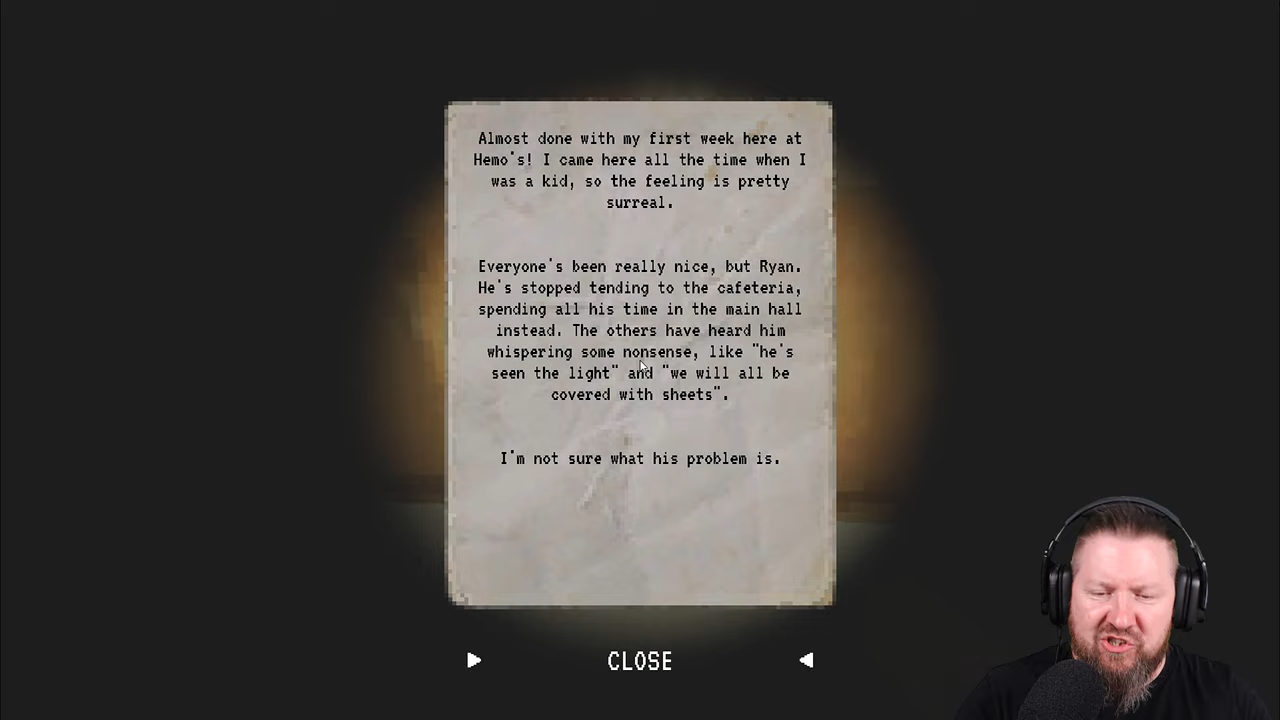 Almost done with my first week here at
Hemo's! I came here all the time when I
was a kid, so the feeling is pretty
surreal.
Everyone's been really nice, but Ryan.
He's stopped tending to the cafeteria,
spending all his time in the main hall
instead. The others have heard him
whispering some nonsense, like "he's
seen the light" and "we will all be
covered with sheets".
I'm not sure what his problem is.
CLOSE